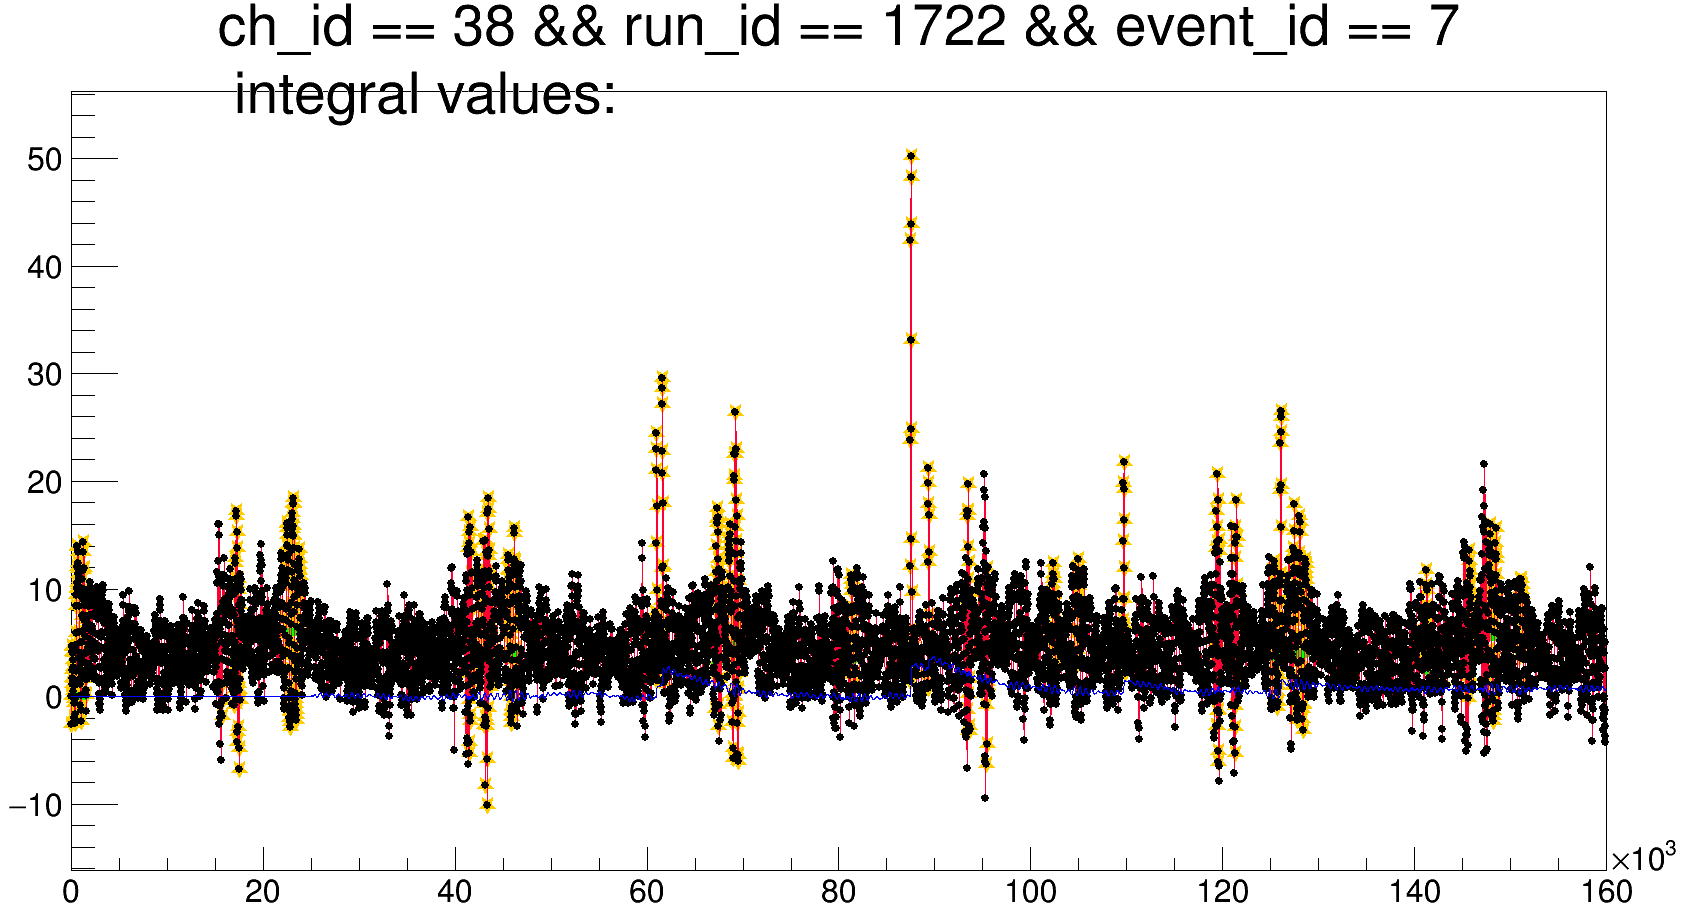 ch_id == 38 && run_id == 1722 && event_id == 7
integral values:
50
40
30
20
10
0
−10
0 20 40 60 80 100 120 140 160
×10³